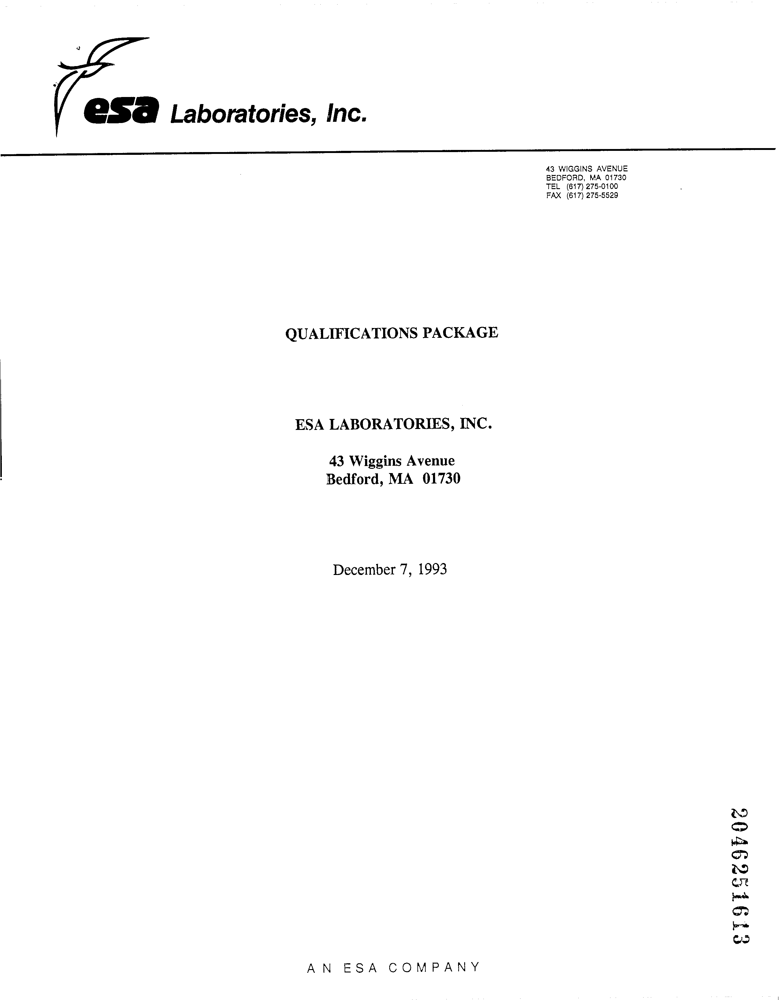 esa Laboratories, Inc.
43 WIGGINS AVENUE
BEDFORD, MA 01730
TEL (617) 275-0100
FAX (617) 275-5529
QUALIFICATIONS PACKAGE
ESA LABORATORIES, INC.
43 Wiggins Avenue
Bedford, MA 01730
December 7, 1993
2046251613
AN ESA COMPANY